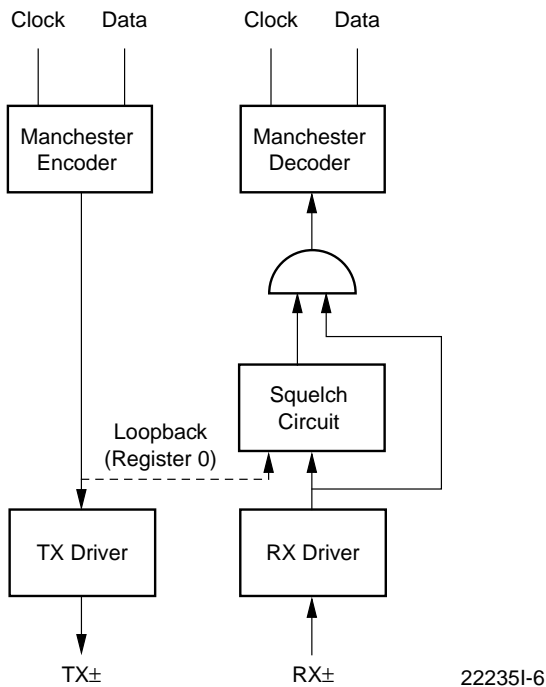 Clock Data Clock Data
Manchester
Encoder
Manchester
Decoder
Squelch
Circuit
Loopback
(Register 0)
TX Driver
RX Driver
TX±
RX±
22235I-6